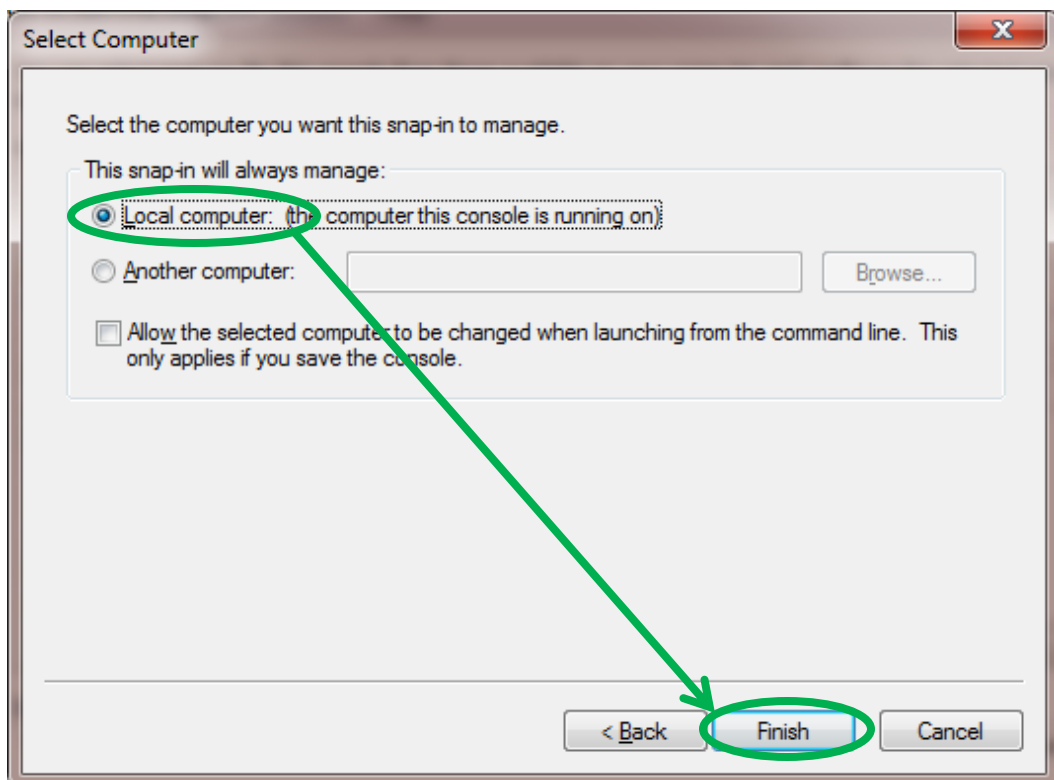 Select Computer
Select the computer you want this snap-in to manage.
This snap-in will always manage:
Local computer: (the computer this console is running on)
Another computer:
Browse...
Allow the selected computer to be changed when launching from the command line. This
only applies if you save the console.
< Back
Finish
Cancel